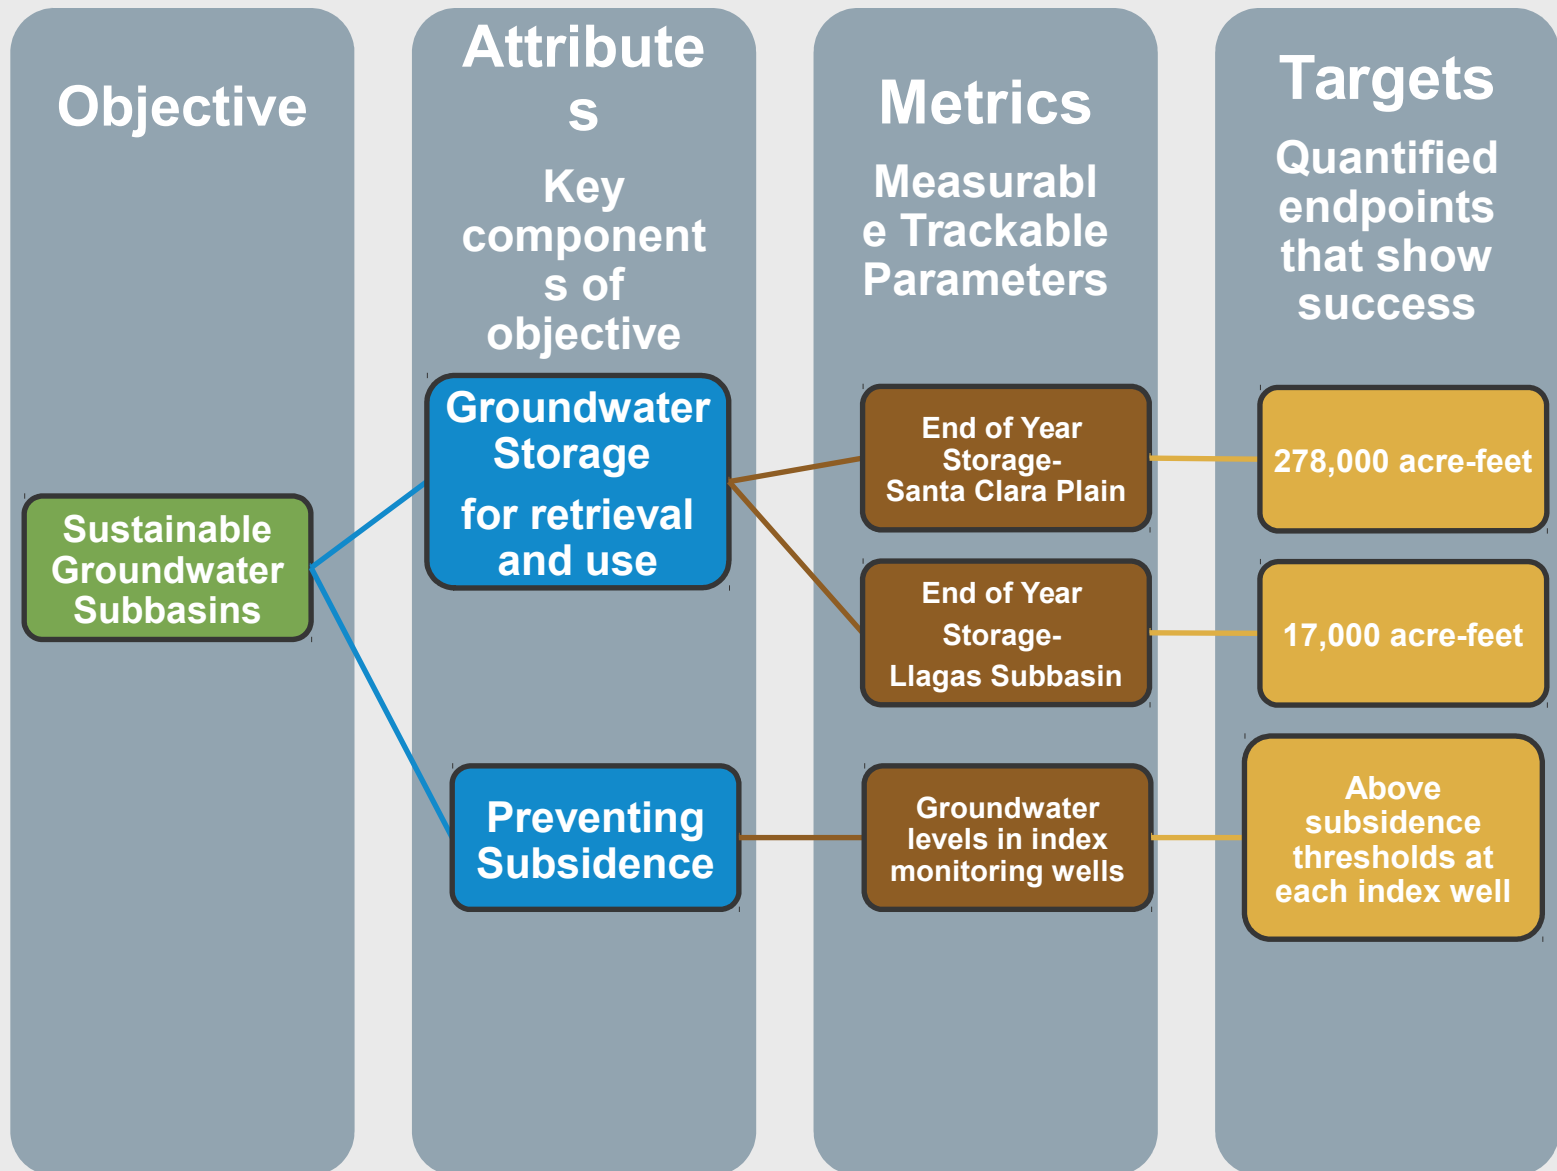 Objective
Attribute
s
Key
component
s of
objective
Metrics
Measurabl
e Trackable
Parameters
Targets
Quantified
endpoints
that show
success
Sustainable
Groundwater
Subbasins
Groundwater
Storage
for retrieval
and use
Preventing
Subsidence
End of Year
Storage-
Santa Clara Plain
End of Year
Storage-
Llagas Subbasin
Groundwater
levels in index
monitoring wells
278,000 acre-feet
17,000 acre-feet
Above
subsidence
thresholds at
each index well